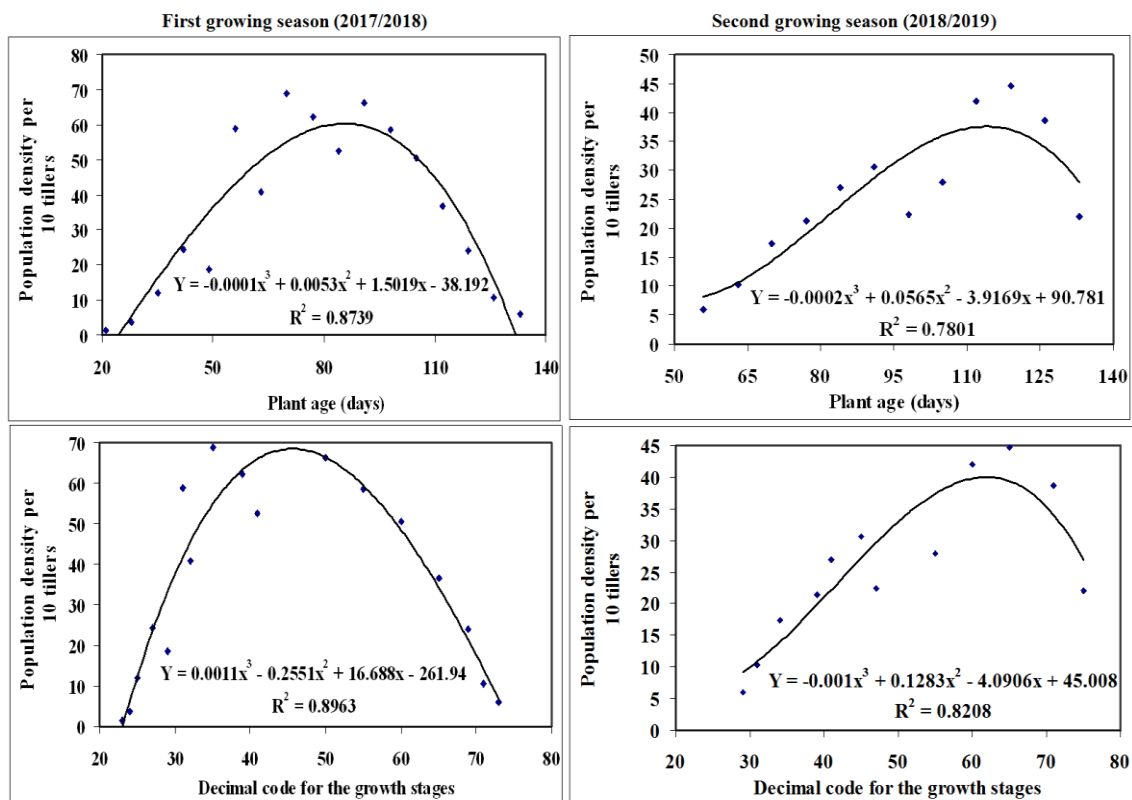 First growing season (2017/2018)
80
70
60
50
40
30
20
10
0
Population density per
10 tillers
Y = -0.0001x³ + 0.0053x² + 1.5019x - 38.192
R² = 0.8739
20 50 80 110 140
Plant age (days)
Second growing season (2018/2019)
50
45
40
35
30
25
20
15
10
5
0
Population density per
10 tillers
Y = -0.0002x³ + 0.0565x² - 3.9169x + 90.781
R² = 0.7801
50 65 80 95 110 125 140
Plant age (days)
70
60
50
40
30
20
10
0
Population density per
10 tillers
Y = 0.0011x³ - 0.2551x² + 16.688x - 261.94
R² = 0.8963
20 30 40 50 60 70 80
Decimal code for the growth stages
45
40
35
30
25
20
15
10
5
0
Population density per
10 tillers
Y = -0.001x³ + 0.1283x² - 4.0906x + 45.008
R² = 0.8208
20 30 40 50 60 70 80
Decimal code for the growth stages